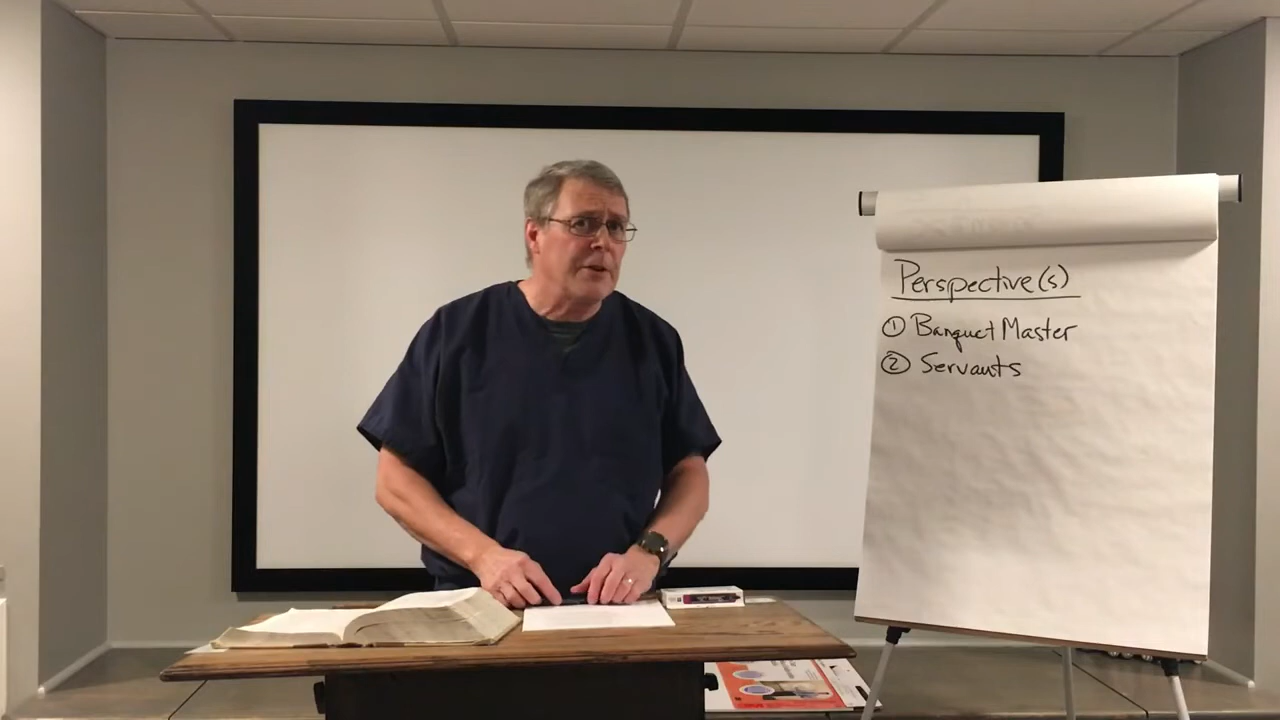 Perspective(s)
① Banquet Master
② Servants